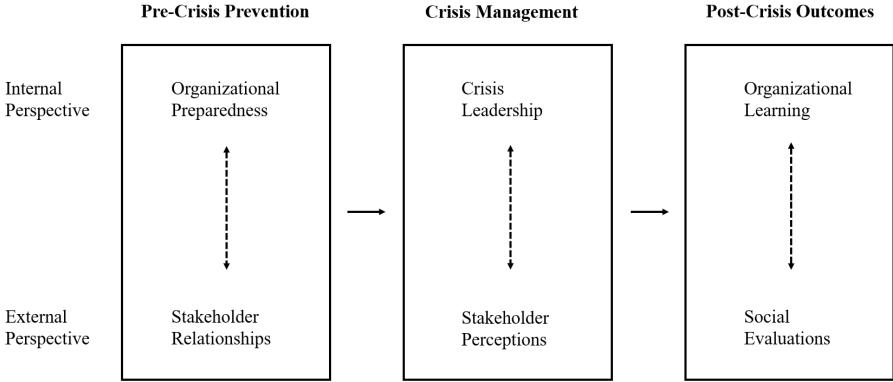 Pre-Crisis Prevention
Crisis Management
Post-Crisis Outcomes
Internal
Perspective
Organizational
Preparedness
Crisis
Leadership
Organizational
Learning
External
Perspective
Stakeholder
Relationships
Stakeholder
Perceptions
Social
Evaluations